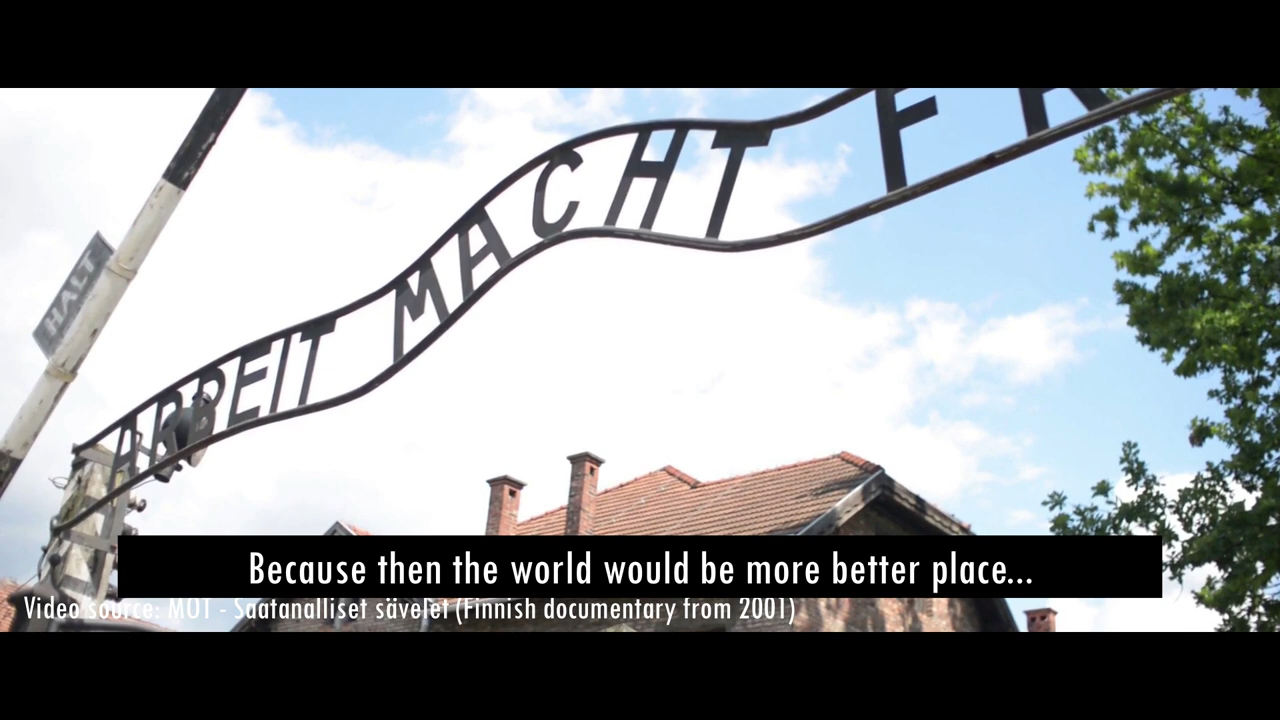 HALT
ARBEIT MACHT FR
Because then the world would be more better place...
Video source: MOT - Saatanalliset sävelet (Finnish documentary from 2001)